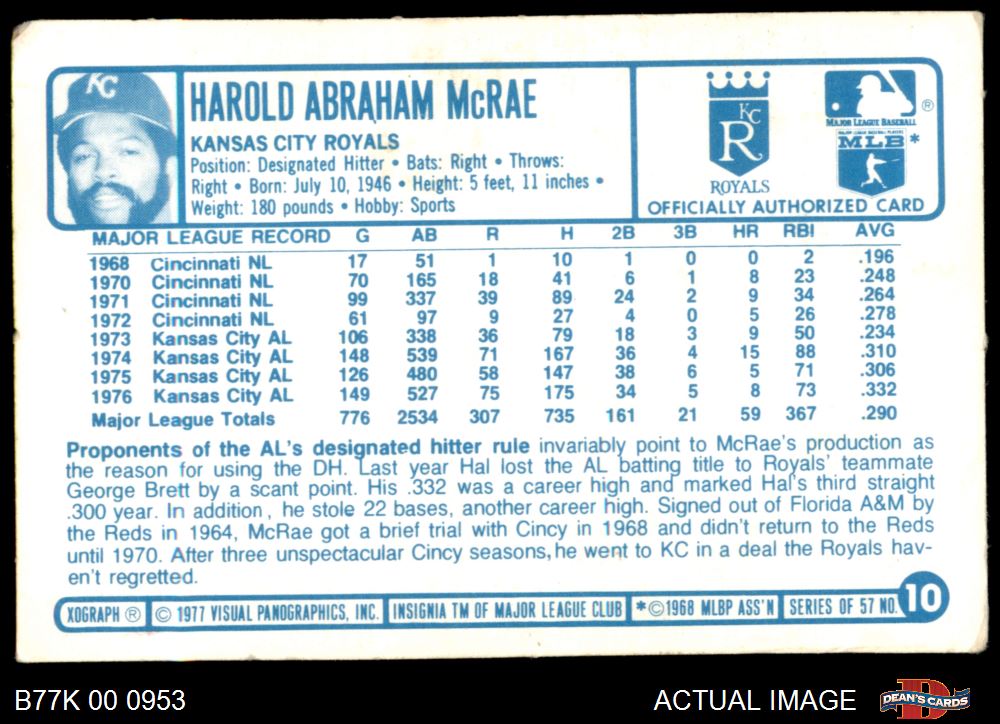 KC
HAROLD ABRAHAM McRAE
KANSAS CITY ROYALS
Position: Designated Hitter • Bats: Right • Throws:
Right • Born: July 10, 1946 • Height: 5 feet, 11 inches •
Weight: 180 pounds • Hobby: Sports
KC
R
ROYALS
MAJOR LEAGUE BASEBALL ®
MAJOR LEAGUE BASEBALL PLAYERS
MLB *
OFFICIALLY AUTHORIZED CARD
MAJOR LEAGUE RECORD G AB R H 2B 3B HR RBI AVG
1968 Cincinnati NL 17 51 1 10 1 0 0 2 .196
1970 Cincinnati NL 70 165 18 41 6 1 8 23 .248
1971 Cincinnati NL 99 337 39 89 24 2 9 34 .264
1972 Cincinnati NL 61 97 9 27 4 0 5 26 .278
1973 Kansas City AL 106 338 36 79 18 3 9 50 .234
1974 Kansas City AL 148 539 71 167 36 4 15 88 .310
1975 Kansas City AL 126 480 58 147 38 6 5 71 .306
1976 Kansas City AL 149 527 75 175 34 5 8 73 .332
Major League Totals 776 2534 307 735 161 21 59 367 .290
Proponents of the AL's designated hitter rule invariably point to McRae's production as
the reason for using the DH. Last year Hal lost the AL batting title to Royals' teammate
George Brett by a scant point. His .332 was a career high and marked Hal's third straight
.300 year. In addition, he stole 22 bases, another career high. Signed out of Florida A&M by
the Reds in 1964, McRae got a brief trial with Cincy in 1968 and didn't return to the Reds
until 1970. After three unspectacular Cincy seasons, he went to KC in a deal the Royals hav-
en't regretted.
XOGRAPH ® © 1977 VISUAL PANOGRAPHICS, INC. INSIGNIA TM OF MAJOR LEAGUE CLUB *©1968 MLBP ASS'N SERIES OF 57 NO. 10
B77K 00 0953 ACTUAL IMAGE D DEAN'S CARDS